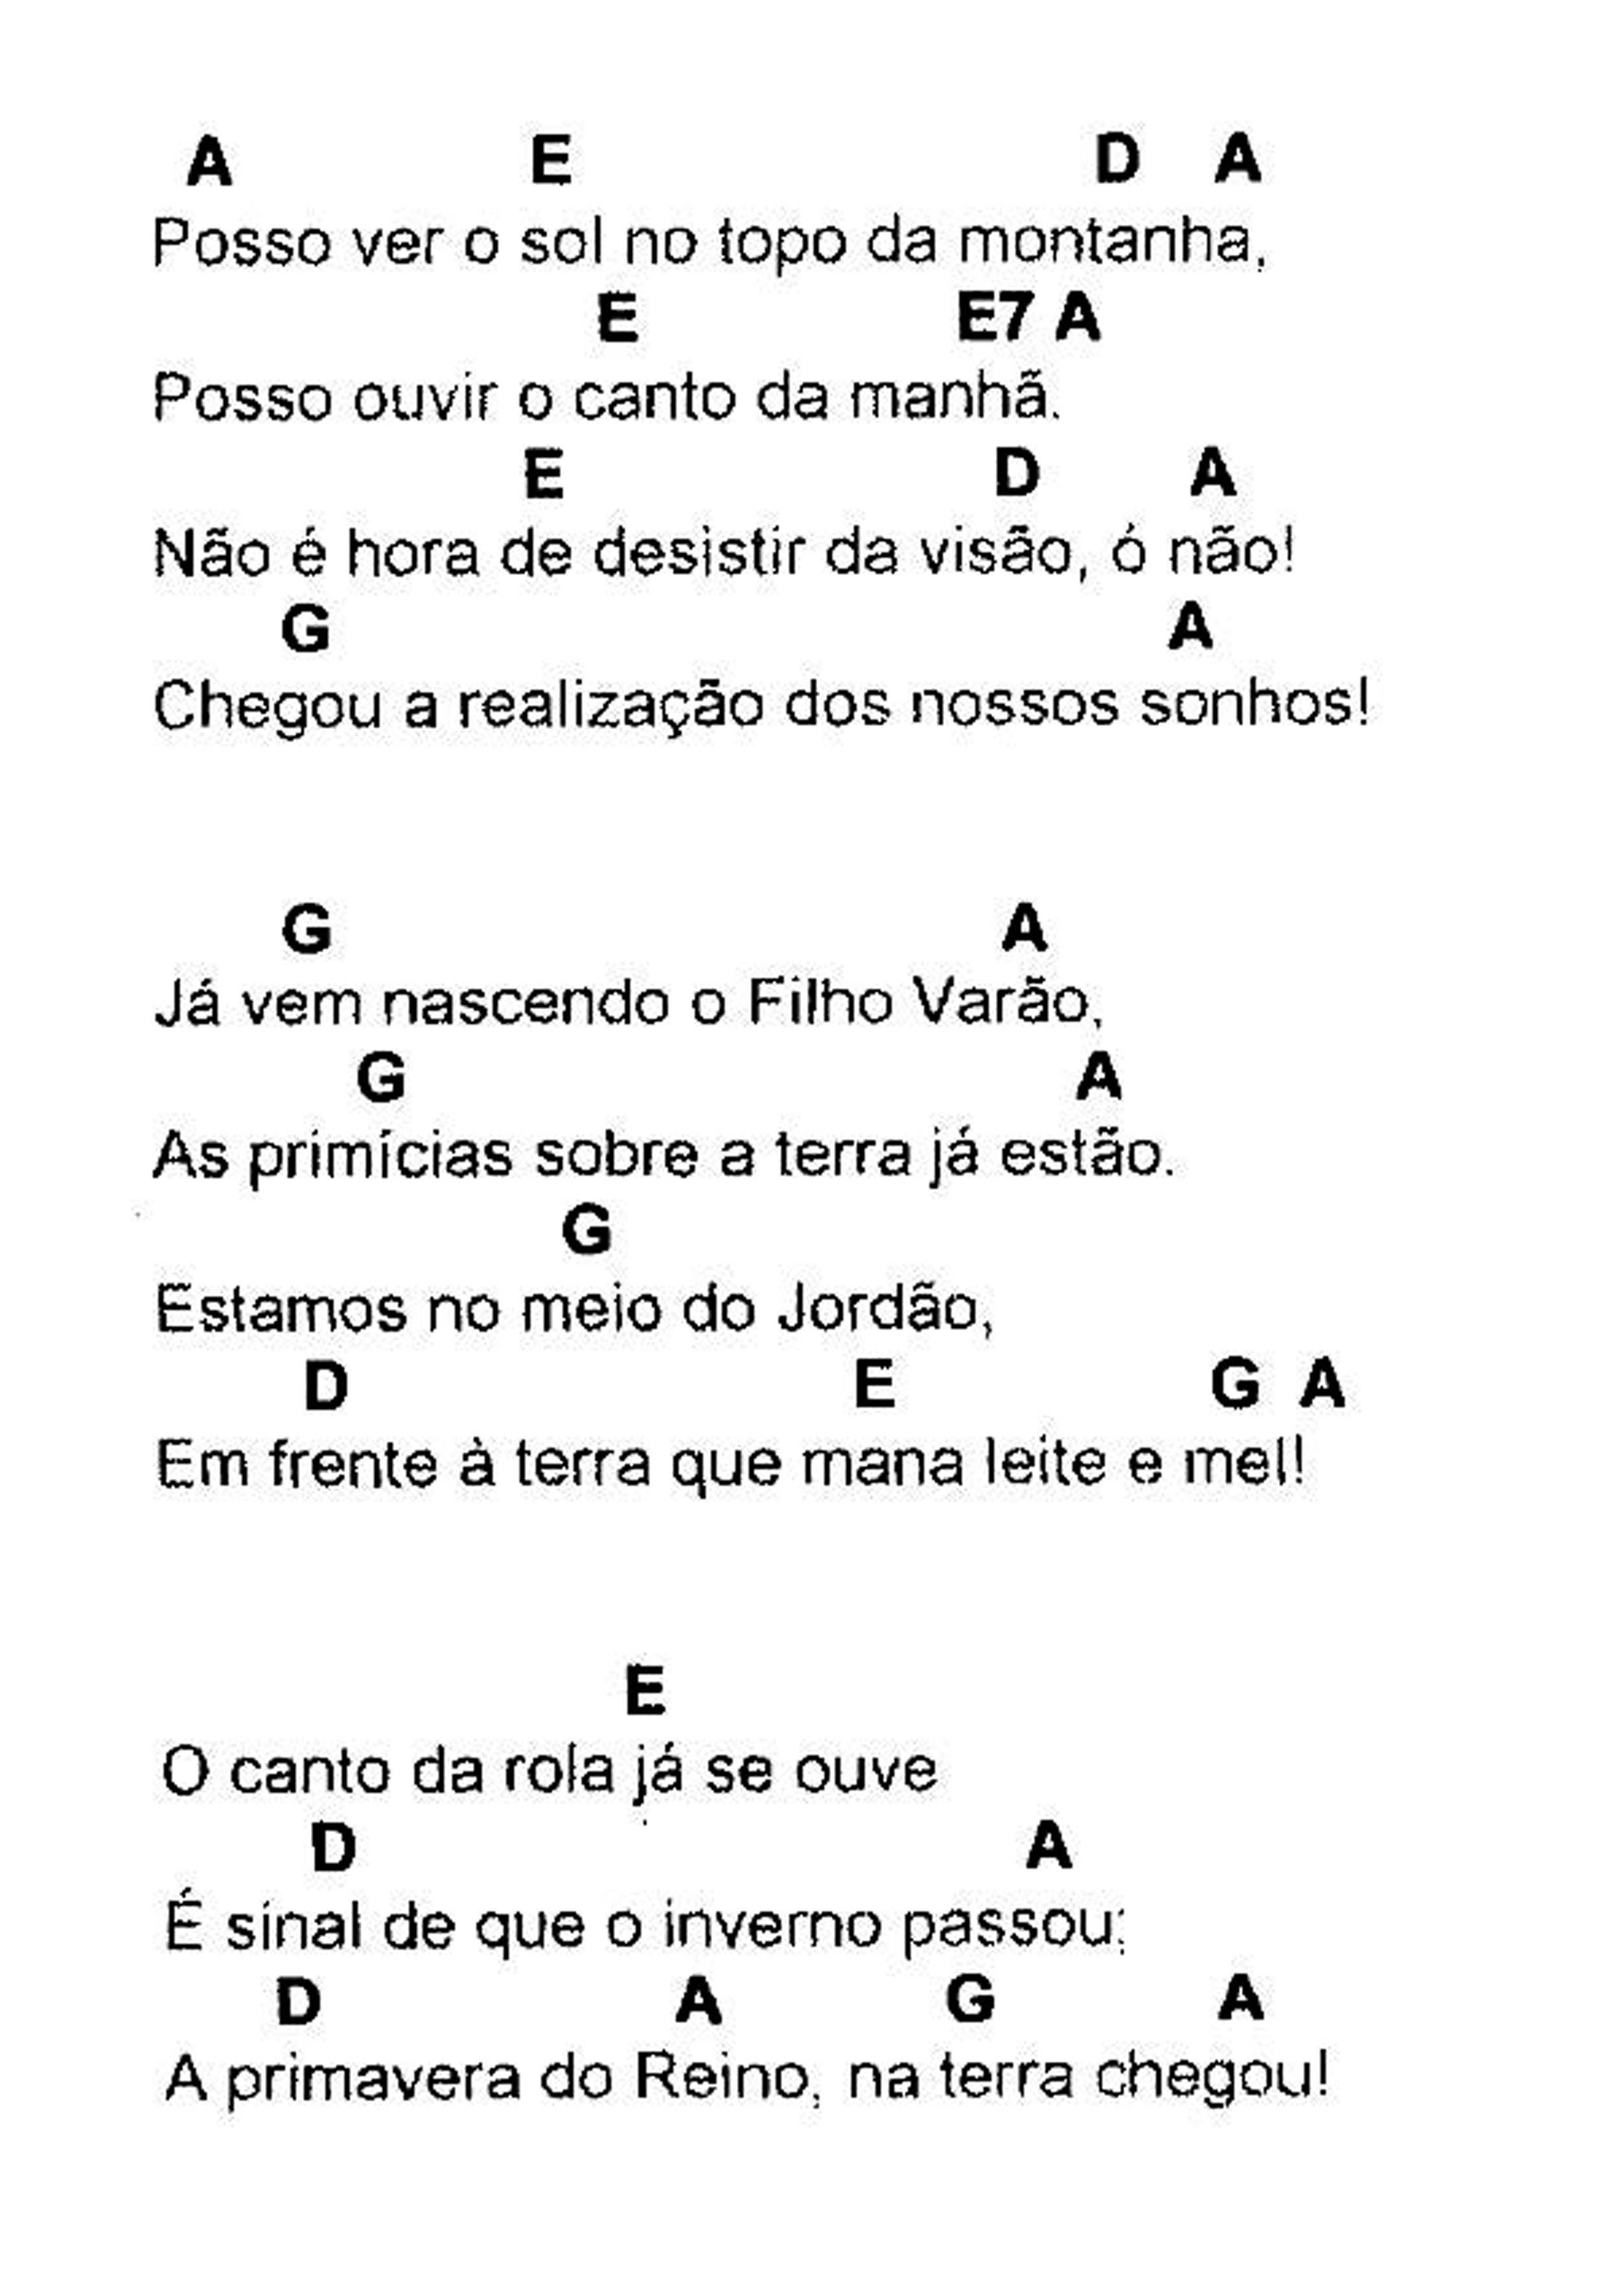 A E D A
Posso ver o sol no topo da montanha,
E E7 A
Posso ouvir o canto da manhã.
E D A
Não é hora de desistir da visão, ó não!
G A
Chegou a realização dos nossos sonhos!
G A
Já vem nascendo o Filho Varão,
G A
As primícias sobre a terra já estão.
G
Estamos no meio do Jordão,
D E G A
Em frente à terra que mana leite e mel!
E
O canto da rola já se ouve
D A
É sinal de que o inverno passou;
D A G A
A primavera do Reino, na terra chegou!